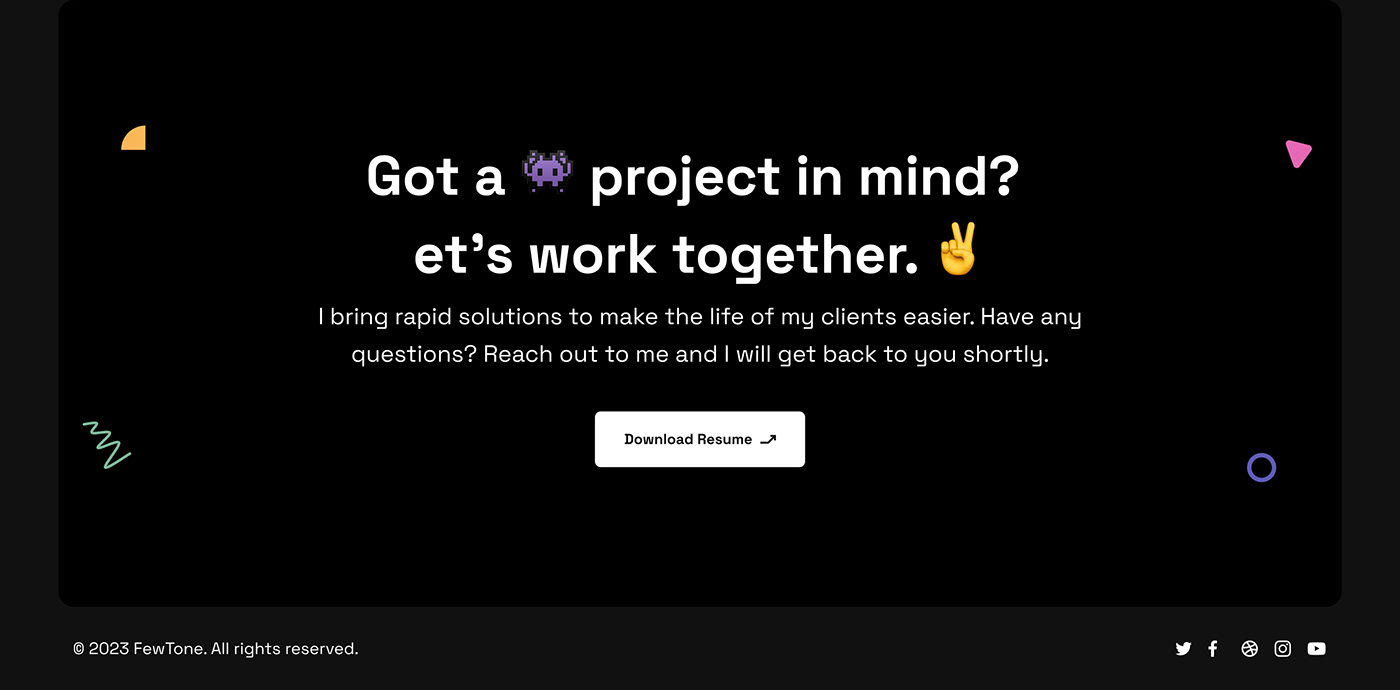 Got a 👾 project in mind?
et’s work together. ✌️
I bring rapid solutions to make the life of my clients easier. Have any
questions? Reach out to me and I will get back to you shortly.
Download Resume
© 2023 FewTone. All rights reserved.